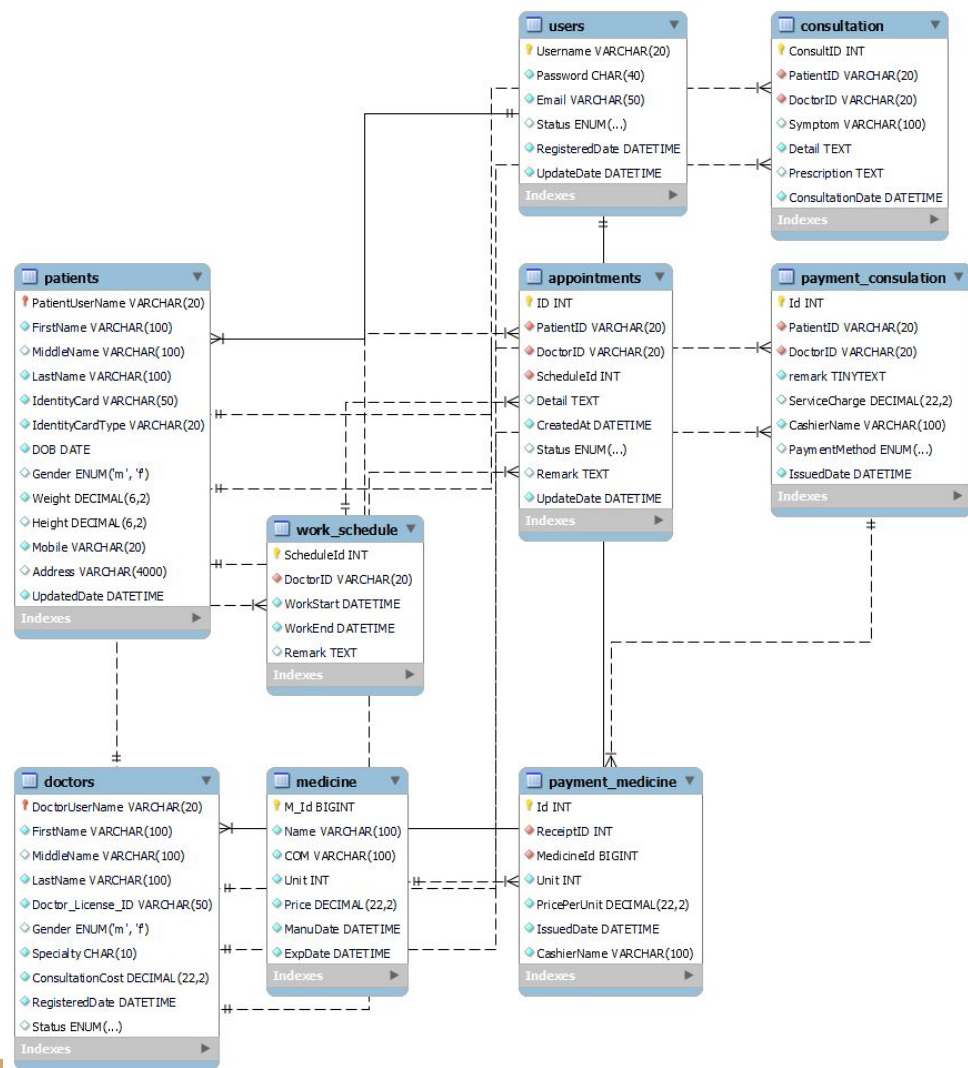 users
Username VARCHAR(20)
Password CHAR(40)
Email VARCHAR(50)
Status ENUM(...)
RegisteredDate DATETIME
UpdateDate DATETIME
Indexes
consultation
ConsultID INT
PatientID VARCHAR(20)
DoctorID VARCHAR(20)
Symptom VARCHAR(100)
Detail TEXT
Prescription TEXT
ConsultationDate DATETIME
Indexes
patients
PatientUserName VARCHAR(20)
FirstName VARCHAR(100)
MiddleName VARCHAR(100)
LastName VARCHAR(100)
IdentityCard VARCHAR(50)
IdentityCardType VARCHAR(20)
DOB DATE
Gender ENUM('m', 'f')
Weight DECIMAL(6,2)
Height DECIMAL(6,2)
Mobile VARCHAR(20)
Address VARCHAR(4000)
UpdatedDate DATETIME
Indexes
appointments
ID INT
PatientID VARCHAR(20)
DoctorID VARCHAR(20)
ScheduleId INT
Detail TEXT
CreatedAt DATETIME
Status ENUM(...)
Remark TEXT
UpdateDate DATETIME
Indexes
payment_consulation
Id INT
PatientID VARCHAR(20)
DoctorID VARCHAR(20)
remark TINYTEXT
ServiceCharge DECIMAL(22,2)
CashierName VARCHAR(100)
PaymentMethod ENUM(...)
IssuedDate DATETIME
Indexes
work_schedule
ScheduleId INT
DoctorID VARCHAR(20)
WorkStart DATETIME
WorkEnd DATETIME
Remark TEXT
Indexes
doctors
DoctorUserName VARCHAR(20)
FirstName VARCHAR(100)
MiddleName VARCHAR(100)
LastName VARCHAR(100)
Doctor_License_ID VARCHAR(50)
Gender ENUM('m', 'f')
Specialty CHAR(10)
ConsultationCost DECIMAL(22,2)
RegisteredDate DATETIME
Status ENUM(...)
Indexes
medicine
M_Id BIGINT
Name VARCHAR(100)
COM VARCHAR(100)
Unit INT
Price DECIMAL(22,2)
ManuDate DATETIME
ExpDate DATETIME
Indexes
payment_medicine
Id INT
ReceiptID INT
MedicineId BIGINT
Unit INT
PricePerUnit DECIMAL(22,2)
IssuedDate DATETIME
CashierName VARCHAR(100)
Indexes